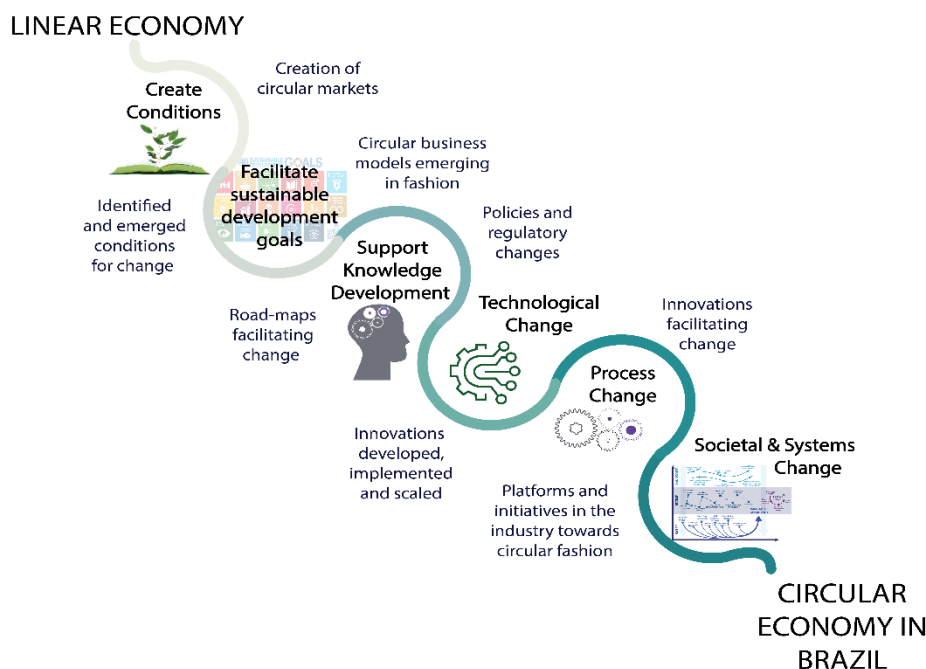 LINEAR ECONOMY
Creation of
circular markets
Create
Conditions
Circular business
models emerging
in fashion
GOALS
Facilitate
sustainable
development
goals
Identified
and emerged
conditions
for change
Policies and
regulatory
changes
Support
Knowledge
Development
Road-maps
facilitating
change
Technological
Change
Innovations
facilitating
change
Process
Change
Innovations
developed,
implemented
and scaled
Societal & Systems
Change
Platforms and
initiatives in the
industry towards
circular fashion
CIRCULAR
ECONOMY IN
BRAZIL